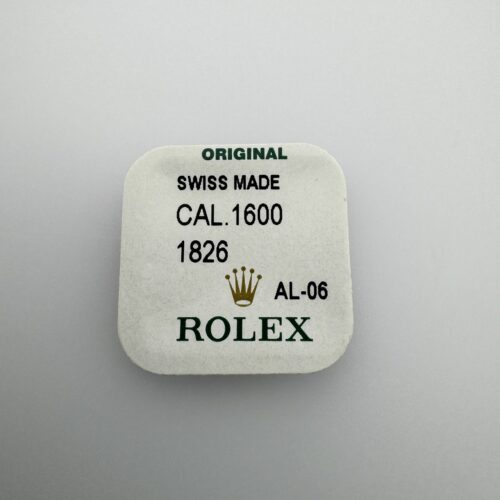 ORIGINAL
SWISS MADE
CAL.1600
1826
AL-06
ROLEX